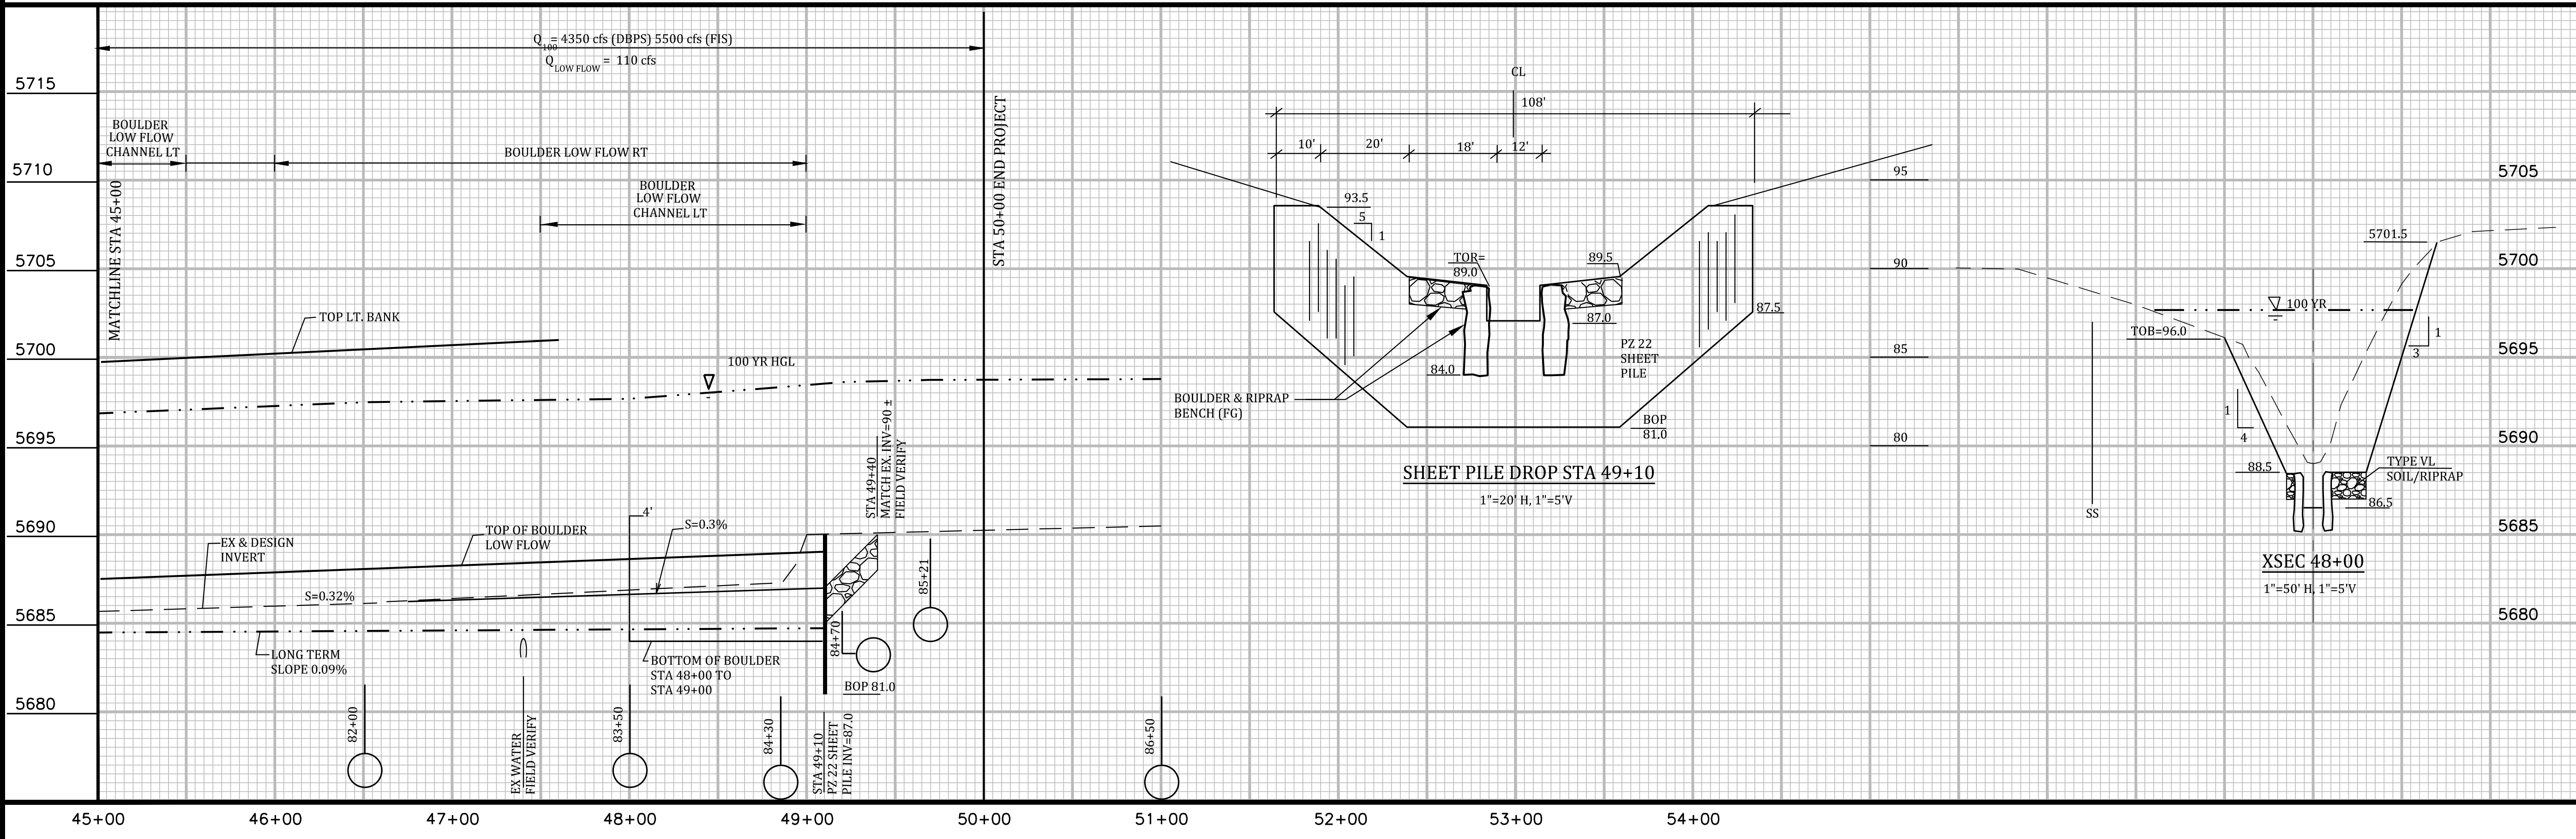 Q100 = 4350 cfs (DBPS) 5500 cfs (FIS)
QLOW FLOW = 110 cfs
5715
5710
5705
5700
5695
5690
5685
5680
BOULDER
LOW FLOW
CHANNEL LT
BOULDER LOW FLOW RT
BOULDER
LOW FLOW
CHANNEL LT
MATCHLINE STA 45+00
STA 50+00 END PROJECT
TOP LT. BANK
100 YR HGL
STA 49+40
MATCH EX. INV=90 ±
FIELD VERIFY
4'
S=0.3%
TOP OF BOULDER
LOW FLOW
EX & DESIGN
INVERT
S=0.32%
LONG TERM
SLOPE 0.09%
BOTTOM OF BOULDER
STA 48+00 TO
STA 49+00
84+70
85+21
BOP 81.0
82+00
EX WATER
FIELD VERIFY
83+50
84+30
STA 49+10
PZ 22 SHEET
PILE INV=87.0
86+50
CL
108'
10'
20'
18'
12'
93.5
5
1
TOR=
89.0
89.5
87.0
87.5
84.0
PZ 22
SHEET
PILE
BOULDER & RIPRAP
BENCH (FG)
BOP
81.0
SHEET PILE DROP STA 49+10
1"=20' H, 1"=5'V
95
90
85
80
5701.5
100 YR
TOB=96.0
1
3
1
4
88.5
TYPE VL
SOIL/RIPRAP
86.5
SS
XSEC 48+00
1"=50' H, 1"=5'V
5705
5700
5695
5690
5685
5680
45+00
46+00
47+00
48+00
49+00
50+00
51+00
52+00
53+00
54+00